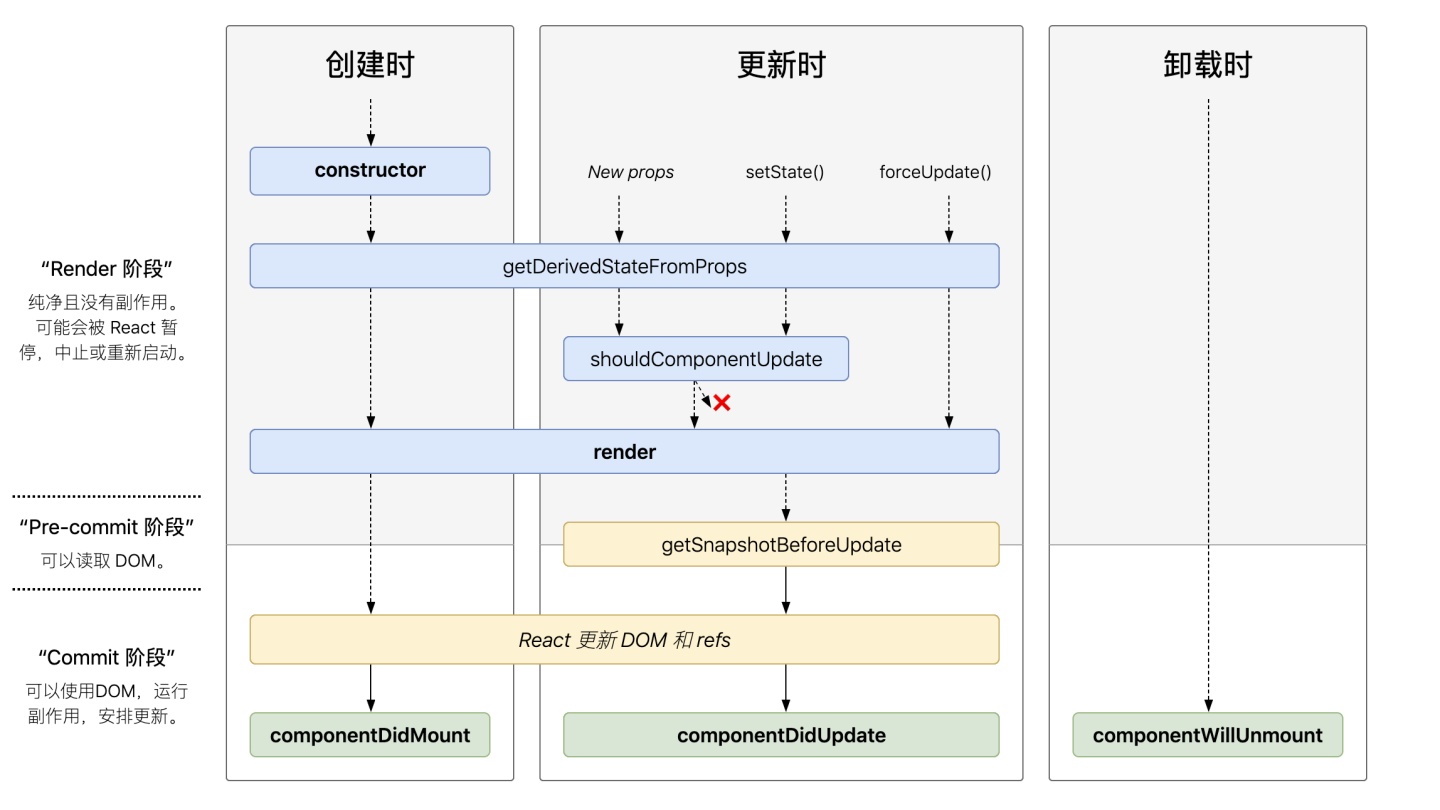 创建时
更新时
卸载时
constructor
New props
setState()
forceUpdate()
“Render 阶段”
纯净且没有副作用。
可能会被 React 暂
停，中止或重新启动。
getDerivedStateFromProps
shouldComponentUpdate
render
“Pre-commit 阶段”
可以读取 DOM。
getSnapshotBeforeUpdate
“Commit 阶段”
可以使用DOM，运行
副作用，安排更新。
React 更新 DOM 和 refs
componentDidMount
componentDidUpdate
componentWillUnmount